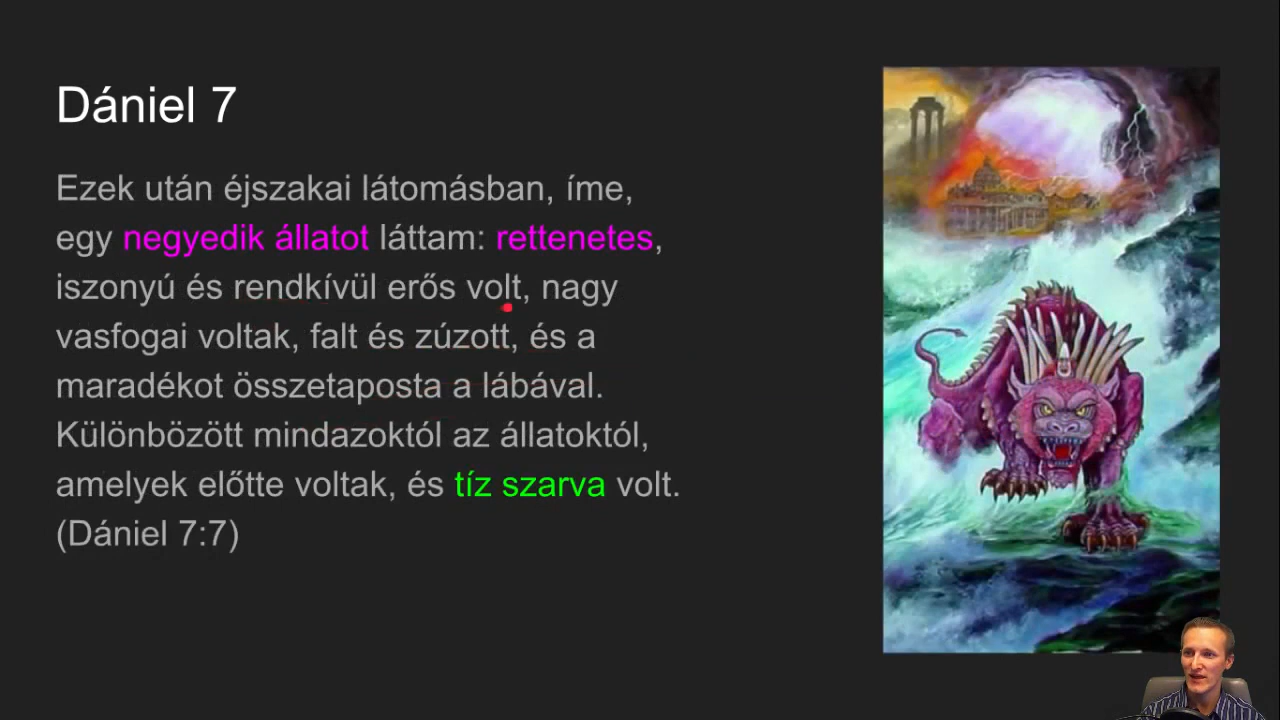 Dániel 7
Ezek után éjszakai látomásban, íme,
egy negyedik állatot láttam: rettenetes,
iszonyú és rendkívül erős volt, nagy
vasfogai voltak, falt és zúzott, és a
maradékot összetaposta a lábával.
Különbözött mindazoktól az állatoktól,
amelyek előtte voltak, és tíz szarva volt.
(Dániel 7:7)